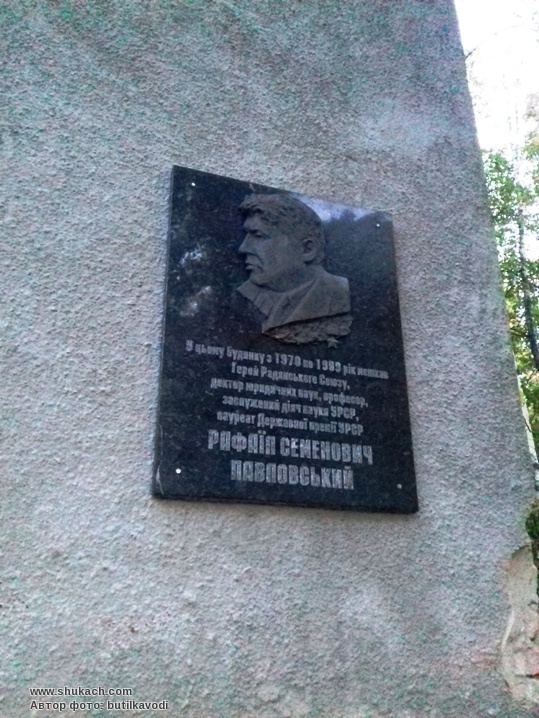 У цьому будинку з 1970 по 1989 рік мешкав
Герой Радянського Союзу,
доктор юридичних наук, професор,
заслужений діяч науки УРСР,
лауреат Державної премії УРСР
РАФАЇЛ СЕМЕНОВИЧ
ПАВЛОВСЬКИЙ
www.shukach.com
Автор фото: butilkavodi